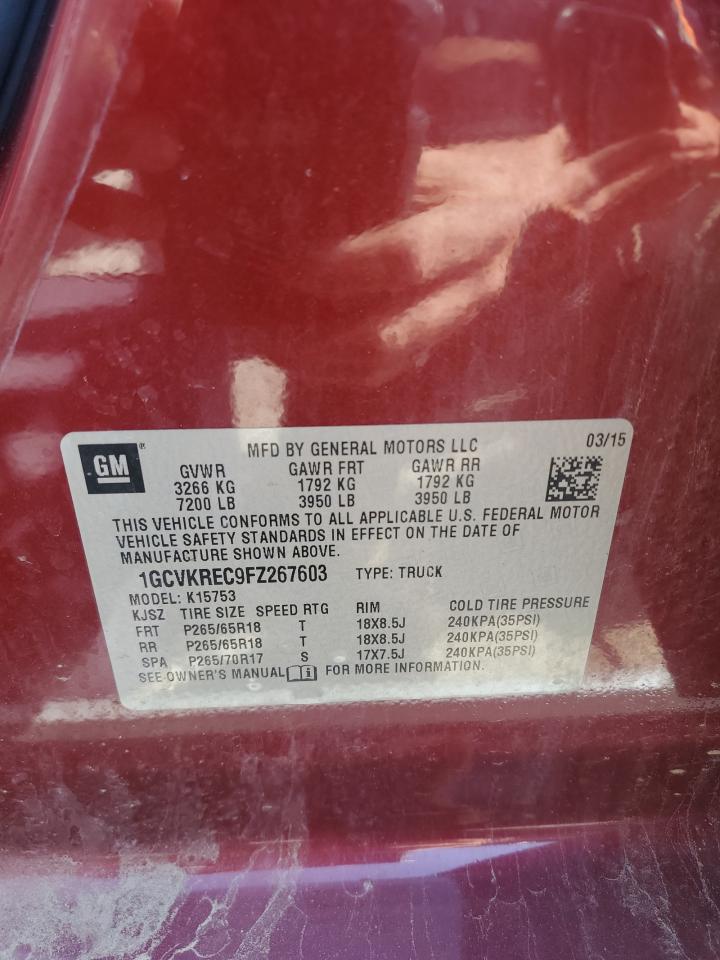 GM ® MFD BY GENERAL MOTORS LLC 03/15
GVWR GAWR FRT GAWR RR
3266 KG 1792 KG 1792 KG
7200 LB 3950 LB 3950 LB
THIS VEHICLE CONFORMS TO ALL APPLICABLE U.S. FEDERAL MOTOR
VEHICLE SAFETY STANDARDS IN EFFECT ON THE DATE OF
MANUFACTURE SHOWN ABOVE.
1GCVKREC9FZ267603 TYPE: TRUCK
MODEL: K15753
KJSZ TIRE SIZE SPEED RTG RIM COLD TIRE PRESSURE
FRT P265/65R18 T 18X8.5J 240KPA(35PSI)
RR P265/65R18 T 18X8.5J 240KPA(35PSI)
SPA P265/70R17 S 17X7.5J 240KPA(35PSI)
SEE OWNER'S MANUAL i FOR MORE INFORMATION.